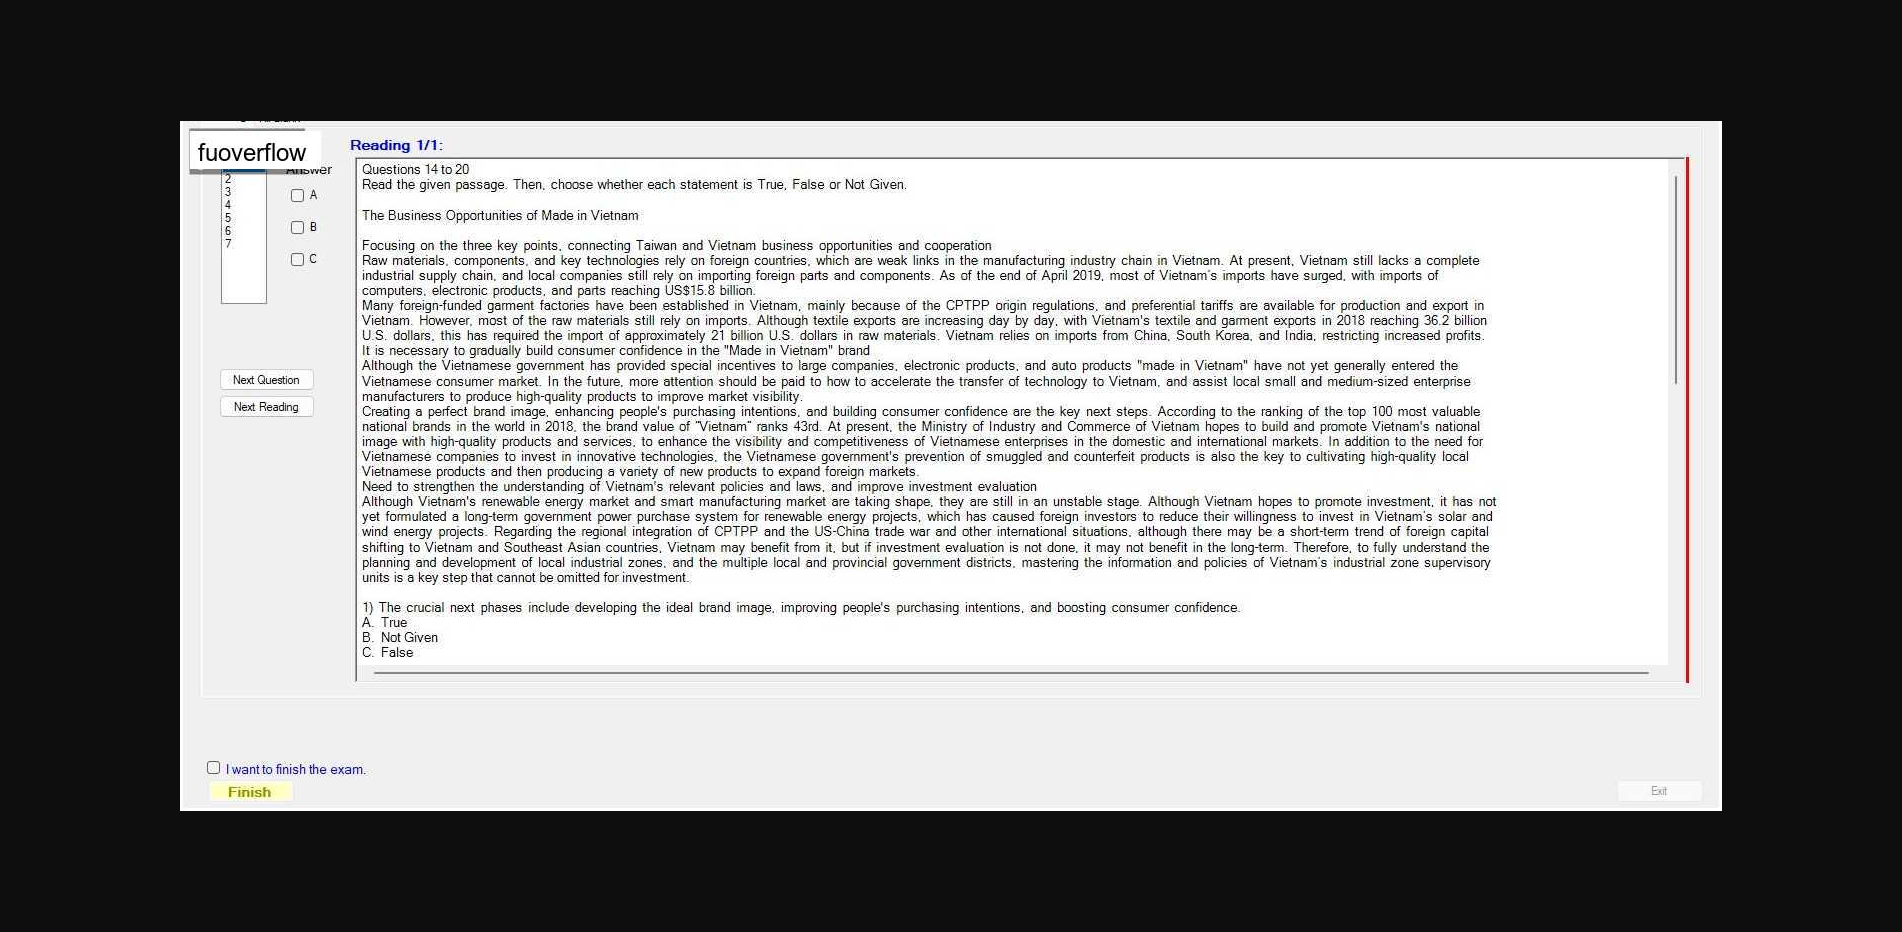 fuoverflow
Reading 1/1:
Answer
2
3
4
5
6
7
A
B
C
Next Question
Next Reading
Questions 14 to 20
Read the given passage. Then, choose whether each statement is True, False or Not Given.
The Business Opportunities of Made in Vietnam
Focusing on the three key points, connecting Taiwan and Vietnam business opportunities and cooperation
Raw materials, components, and key technologies rely on foreign countries, which are weak links in the manufacturing industry chain in Vietnam. At present, Vietnam still lacks a complete
industrial supply chain, and local companies still rely on importing foreign parts and components. As of the end of April 2019, most of Vietnam's imports have surged, with imports of
computers, electronic products, and parts reaching US$15.8 billion.
Many foreign-funded garment factories have been established in Vietnam, mainly because of the CPTPP origin regulations, and preferential tariffs are available for production and export in
Vietnam. However, most of the raw materials still rely on imports. Although textile exports are increasing day by day, with Vietnam's textile and garment exports in 2018 reaching 36.2 billion
U.S. dollars, this has required the import of approximately 21 billion U.S. dollars in raw materials. Vietnam relies on imports from China, South Korea, and India, restricting increased profits.
It is necessary to gradually build consumer confidence in the "Made in Vietnam" brand
Although the Vietnamese government has provided special incentives to large companies, electronic products, and auto products "made in Vietnam" have not yet generally entered the
Vietnamese consumer market. In the future, more attention should be paid to how to accelerate the transfer of technology to Vietnam, and assist local small and medium-sized enterprise
manufacturers to produce high-quality products to improve market visibility.
Creating a perfect brand image, enhancing people's purchasing intentions, and building consumer confidence are the key next steps. According to the ranking of the top 100 most valuable
national brands in the world in 2018, the brand value of "Vietnam" ranks 43rd. At present, the Ministry of Industry and Commerce of Vietnam hopes to build and promote Vietnam's national
image with high-quality products and services, to enhance the visibility and competitiveness of Vietnamese enterprises in the domestic and international markets. In addition to the need for
Vietnamese companies to invest in innovative technologies, the Vietnamese government's prevention of smuggled and counterfeit products is also the key to cultivating high-quality local
Vietnamese products and then producing a variety of new products to expand foreign markets.
Need to strengthen the understanding of Vietnam's relevant policies and laws, and improve investment evaluation
Although Vietnam's renewable energy market and smart manufacturing market are taking shape, they are still in an unstable stage. Although Vietnam hopes to promote investment, it has not
yet formulated a long-term government power purchase system for renewable energy projects, which has caused foreign investors to reduce their willingness to invest in Vietnam's solar and
wind energy projects. Regarding the regional integration of CPTPP and the US-China trade war and other international situations, although there may be a short-term trend of foreign capital
shifting to Vietnam and Southeast Asian countries, Vietnam may benefit from it, but if investment evaluation is not done, it may not benefit in the long-term. Therefore, to fully understand the
planning and development of local industrial zones, and the multiple local and provincial government districts, mastering the information and policies of Vietnam's industrial zone supervisory
units is a key step that cannot be omitted for investment.
1) The crucial next phases include developing the ideal brand image, improving people's purchasing intentions, and boosting consumer confidence.
A. True
B. Not Given
C. False
I want to finish the exam.
Finish
Exit